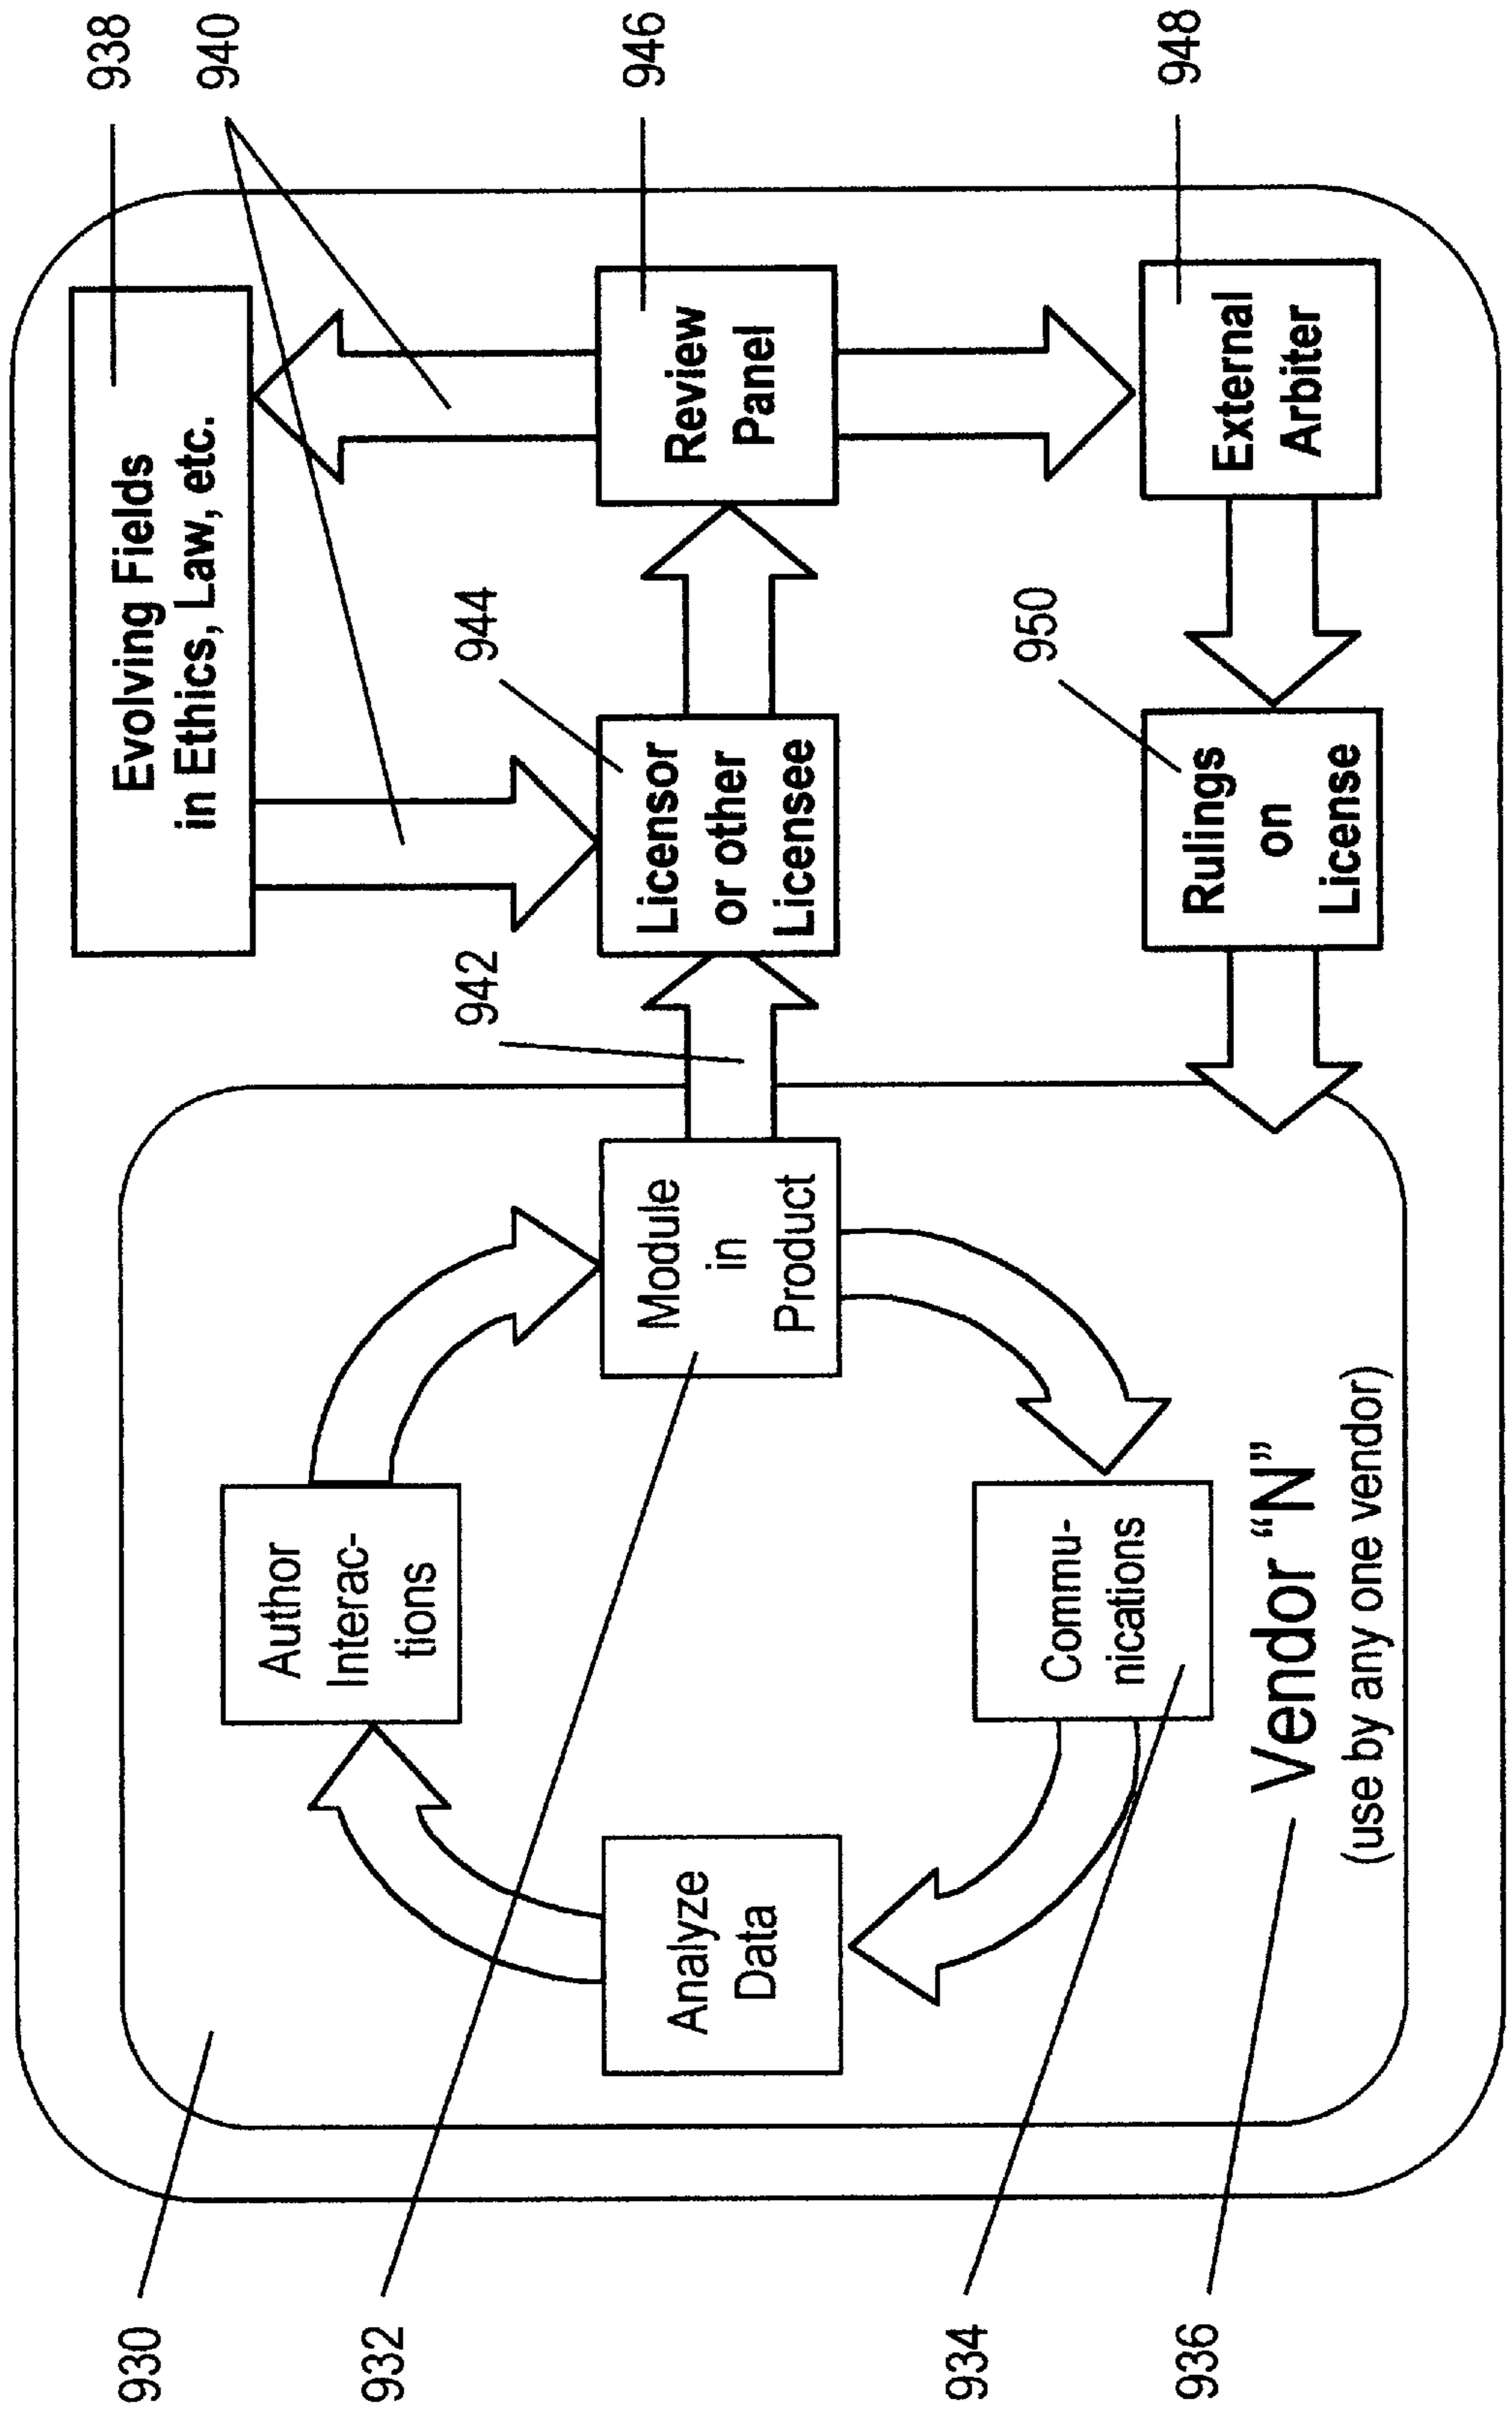 930
932
934
936
938
940
946
948
944
942
950
Evolving Fields
in Ethics, Law, etc.
Author
Interac-
tions
Analyze
Data
Module
in
Product
Licensor
or other
Licensee
Review
Panel
Commu-
nications
Rulings
on
License
External
Arbiter
Vendor “N”
(use by any one vendor)